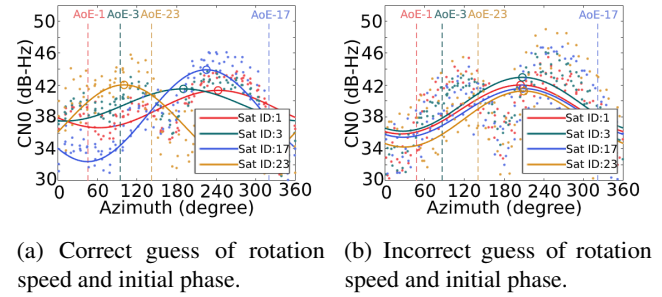 AoE-1 AoE-3 AoE-23 AoE-17
52
48
46
42
38
34
30
CN0 (dB-Hz)
Sat ID:1
Sat ID:3
Sat ID:17
Sat ID:23
0 60 120 180 240 300 360
Azimuth (degree)
AoE-1 AoE-3 AoE-23 AoE-17
52
48
46
42
38
34
30
CN0 (dB-Hz)
Sat ID:1
Sat ID:3
Sat ID:17
Sat ID:23
0 60 120 180 240 300 360
Azimuth (degree)
(a) Correct guess of rotation
speed and initial phase.
(b) Incorrect guess of rotation
speed and initial phase.